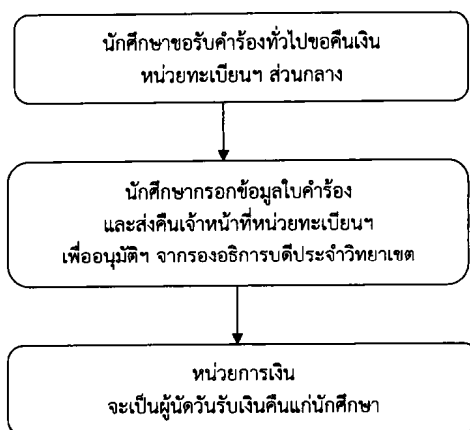 นักศึกษาขอรับคำร้องทั่วไปขอคืนเงิน
หน่วยทะเบียนฯ ส่วนกลาง
นักศึกษากรอกข้อมูลใบคำร้อง
และส่งคืนเจ้าหน้าที่หน่วยทะเบียนฯ
เพื่ออนุมัติฯ จากรองอธิการบดีประจำวิทยาเขต
หน่วยการเงิน
จะเป็นผู้นัดวันรับเงินคืนแก่นักศึกษา